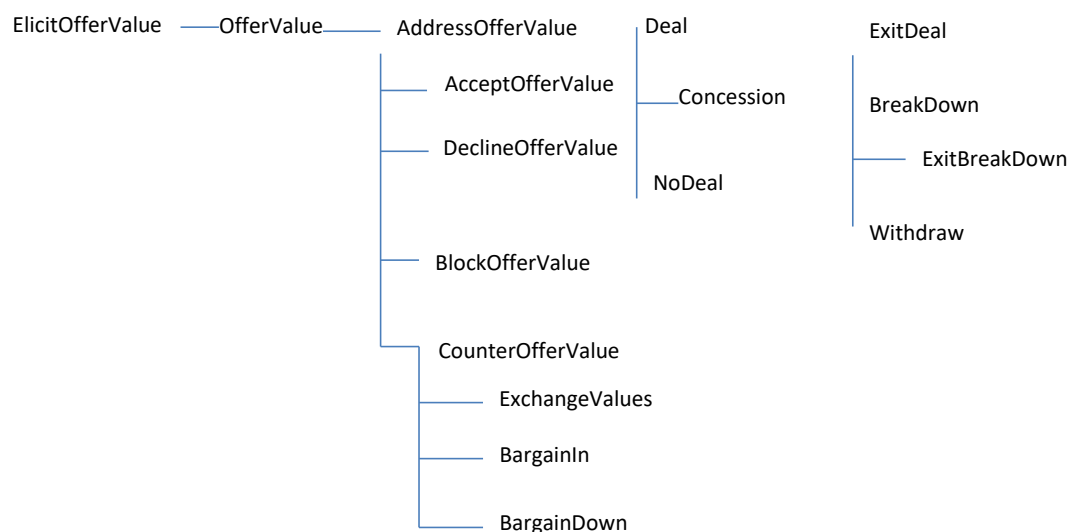 ElicitOfferValue OfferValue AddressOfferValue Deal ExitDeal
AcceptOfferValue Concession BreakDown
DeclineOfferValue ExitBreakDown
NoDeal
Withdraw
BlockOfferValue
CounterOfferValue
ExchangeValues
BargainIn
BargainDown